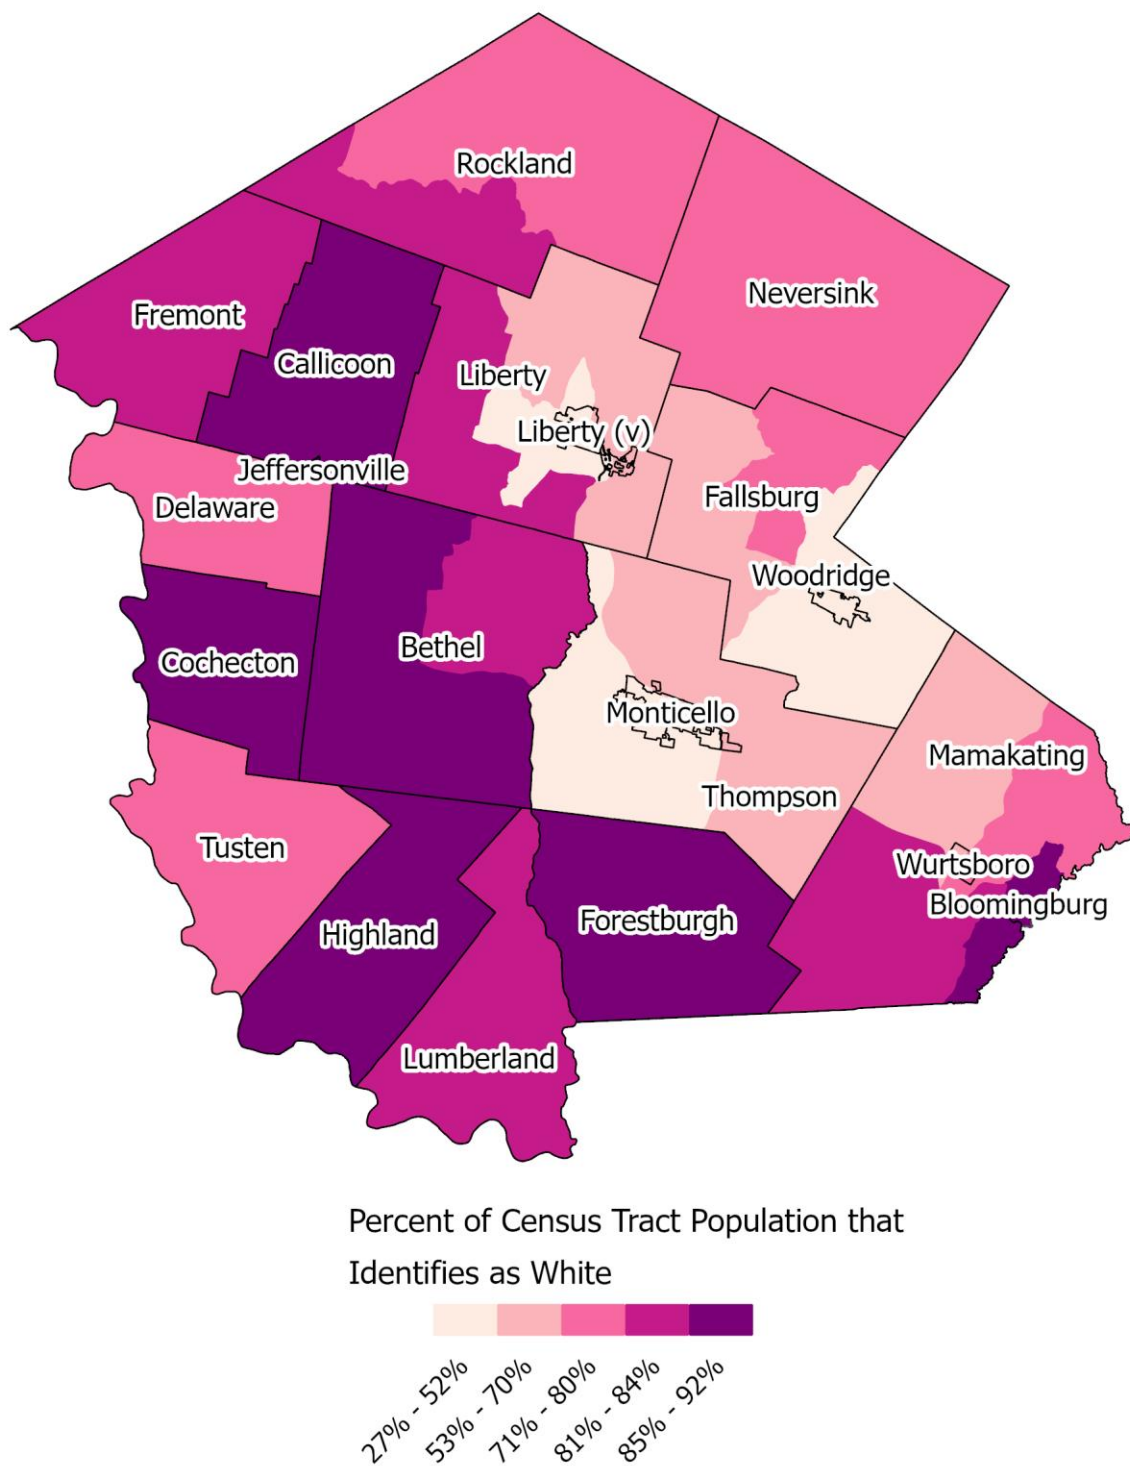 Rockland
Neversink
Fremont
Callicoon
Liberty
Liberty (v)
Jeffersonville
Fallsburg
Delaware
Woodridge
Bethel
Cochecton
Monticello
Mamakating
Thompson
Tusten
Wurtsboro
Bloomingburg
Forestburgh
Highland
Lumberland
Percent of Census Tract Population that
Identifies as White
27% - 52%
53% - 70%
71% - 80%
81% - 84%
85% - 92%